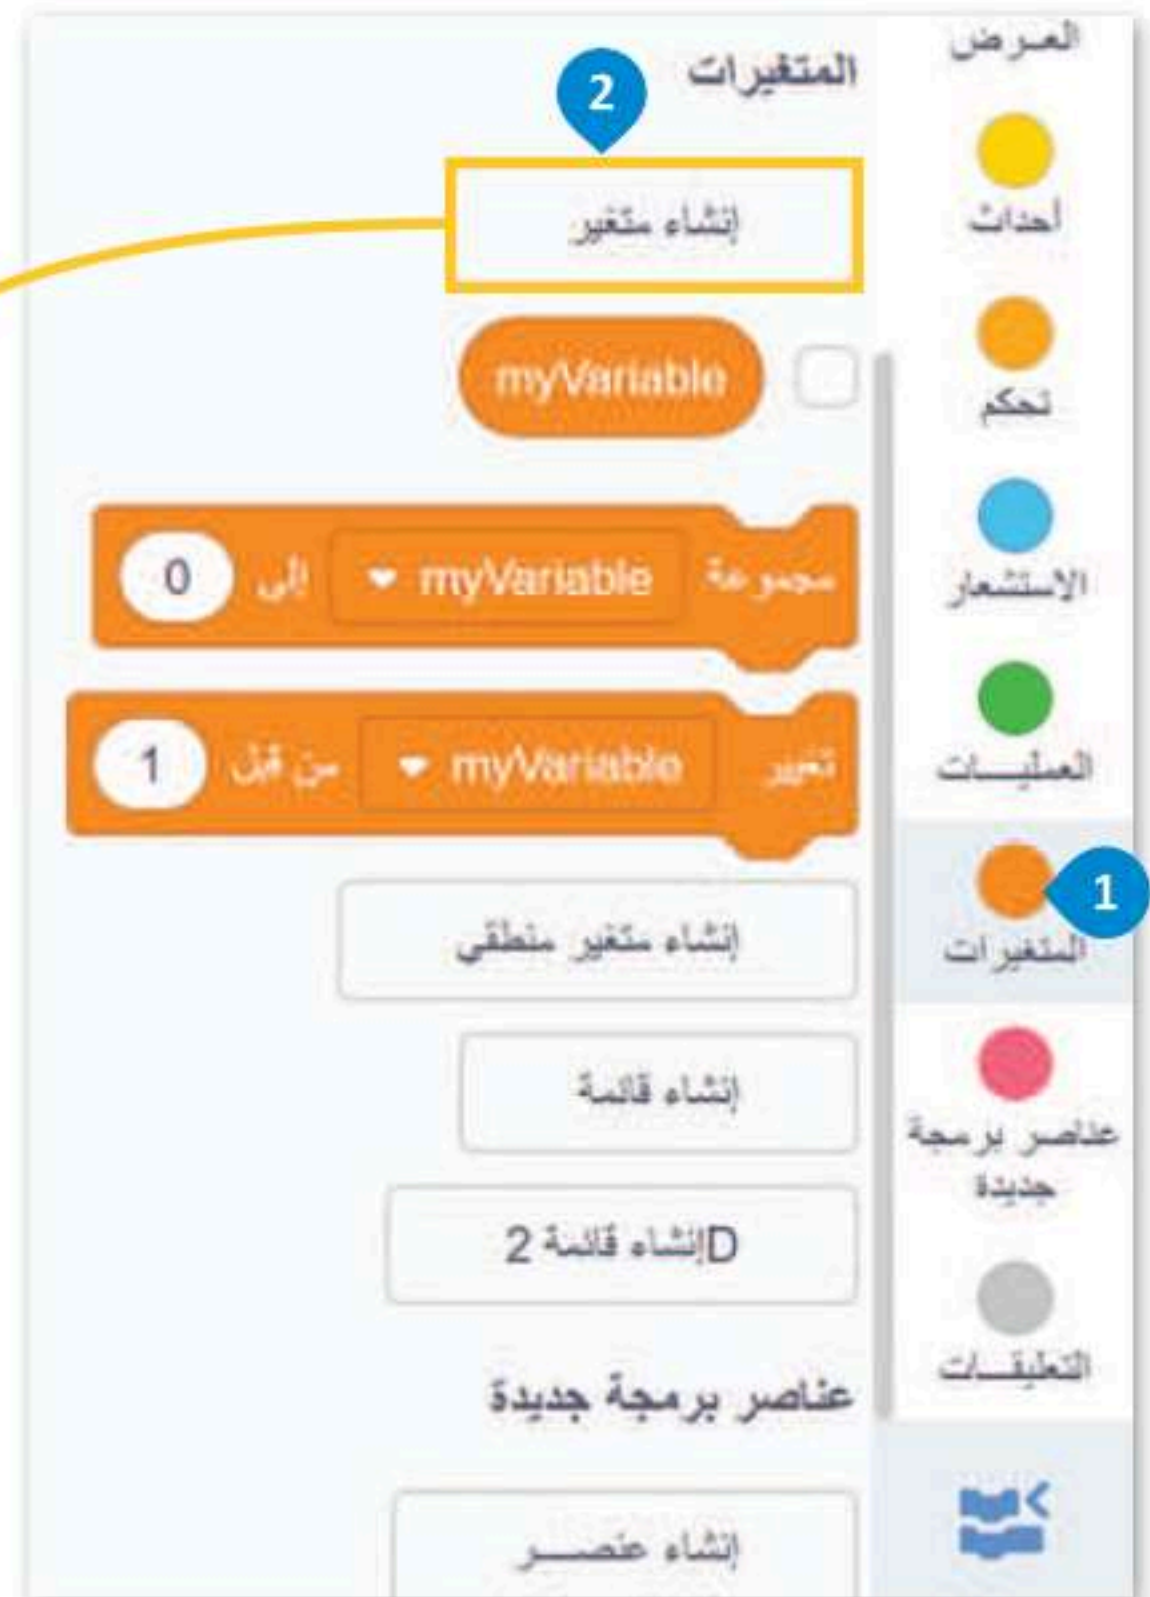 العرض
أحداث
تحكم
الاستشعار
العمليات
1
المتغيرات
عناصر برمجة
جديدة
التعليقات
2
المتغيرات
إنشاء متغير
myVariable
مجموعة myVariable إلى 0
تغيير myVariable من قبل 1
إنشاء متغير منطقي
إنشاء قائمة
إنشاء قائمة 2D
عناصر برمجة جديدة
إنشاء عنصر